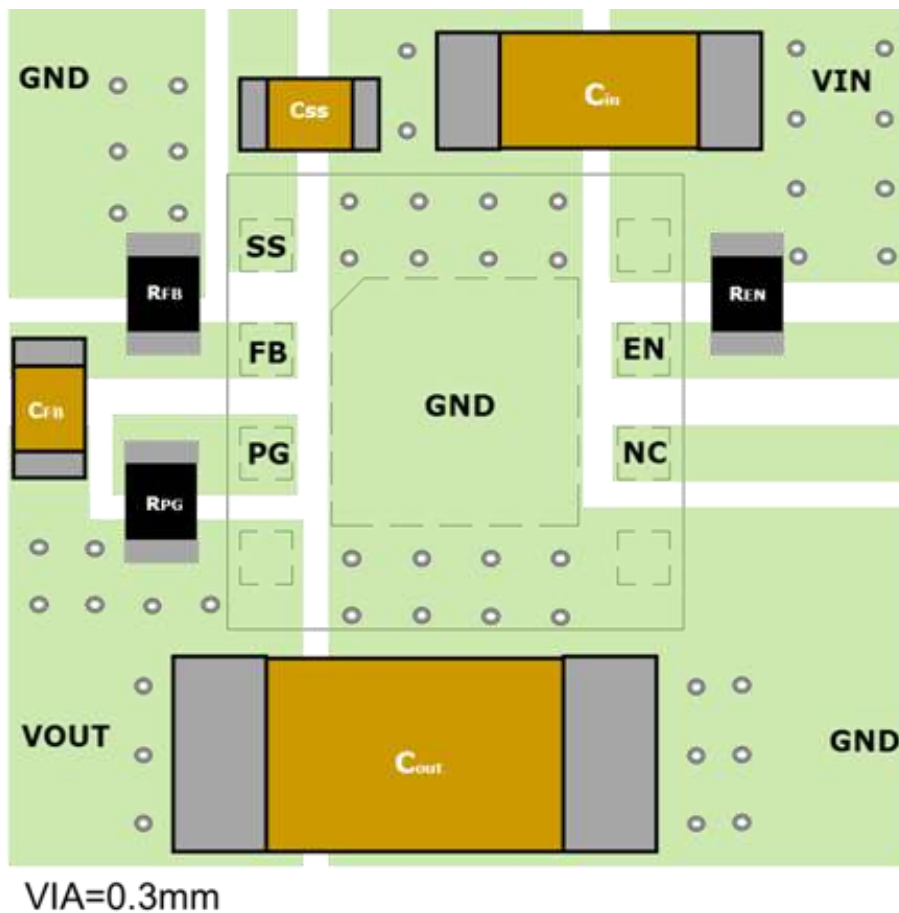 GND
Css
Cin
VIN
SS
RFB
REN
FB
EN
CFB
GND
PG
NC
RPG
VOUT
Cout
GND
VIA=0.3mm